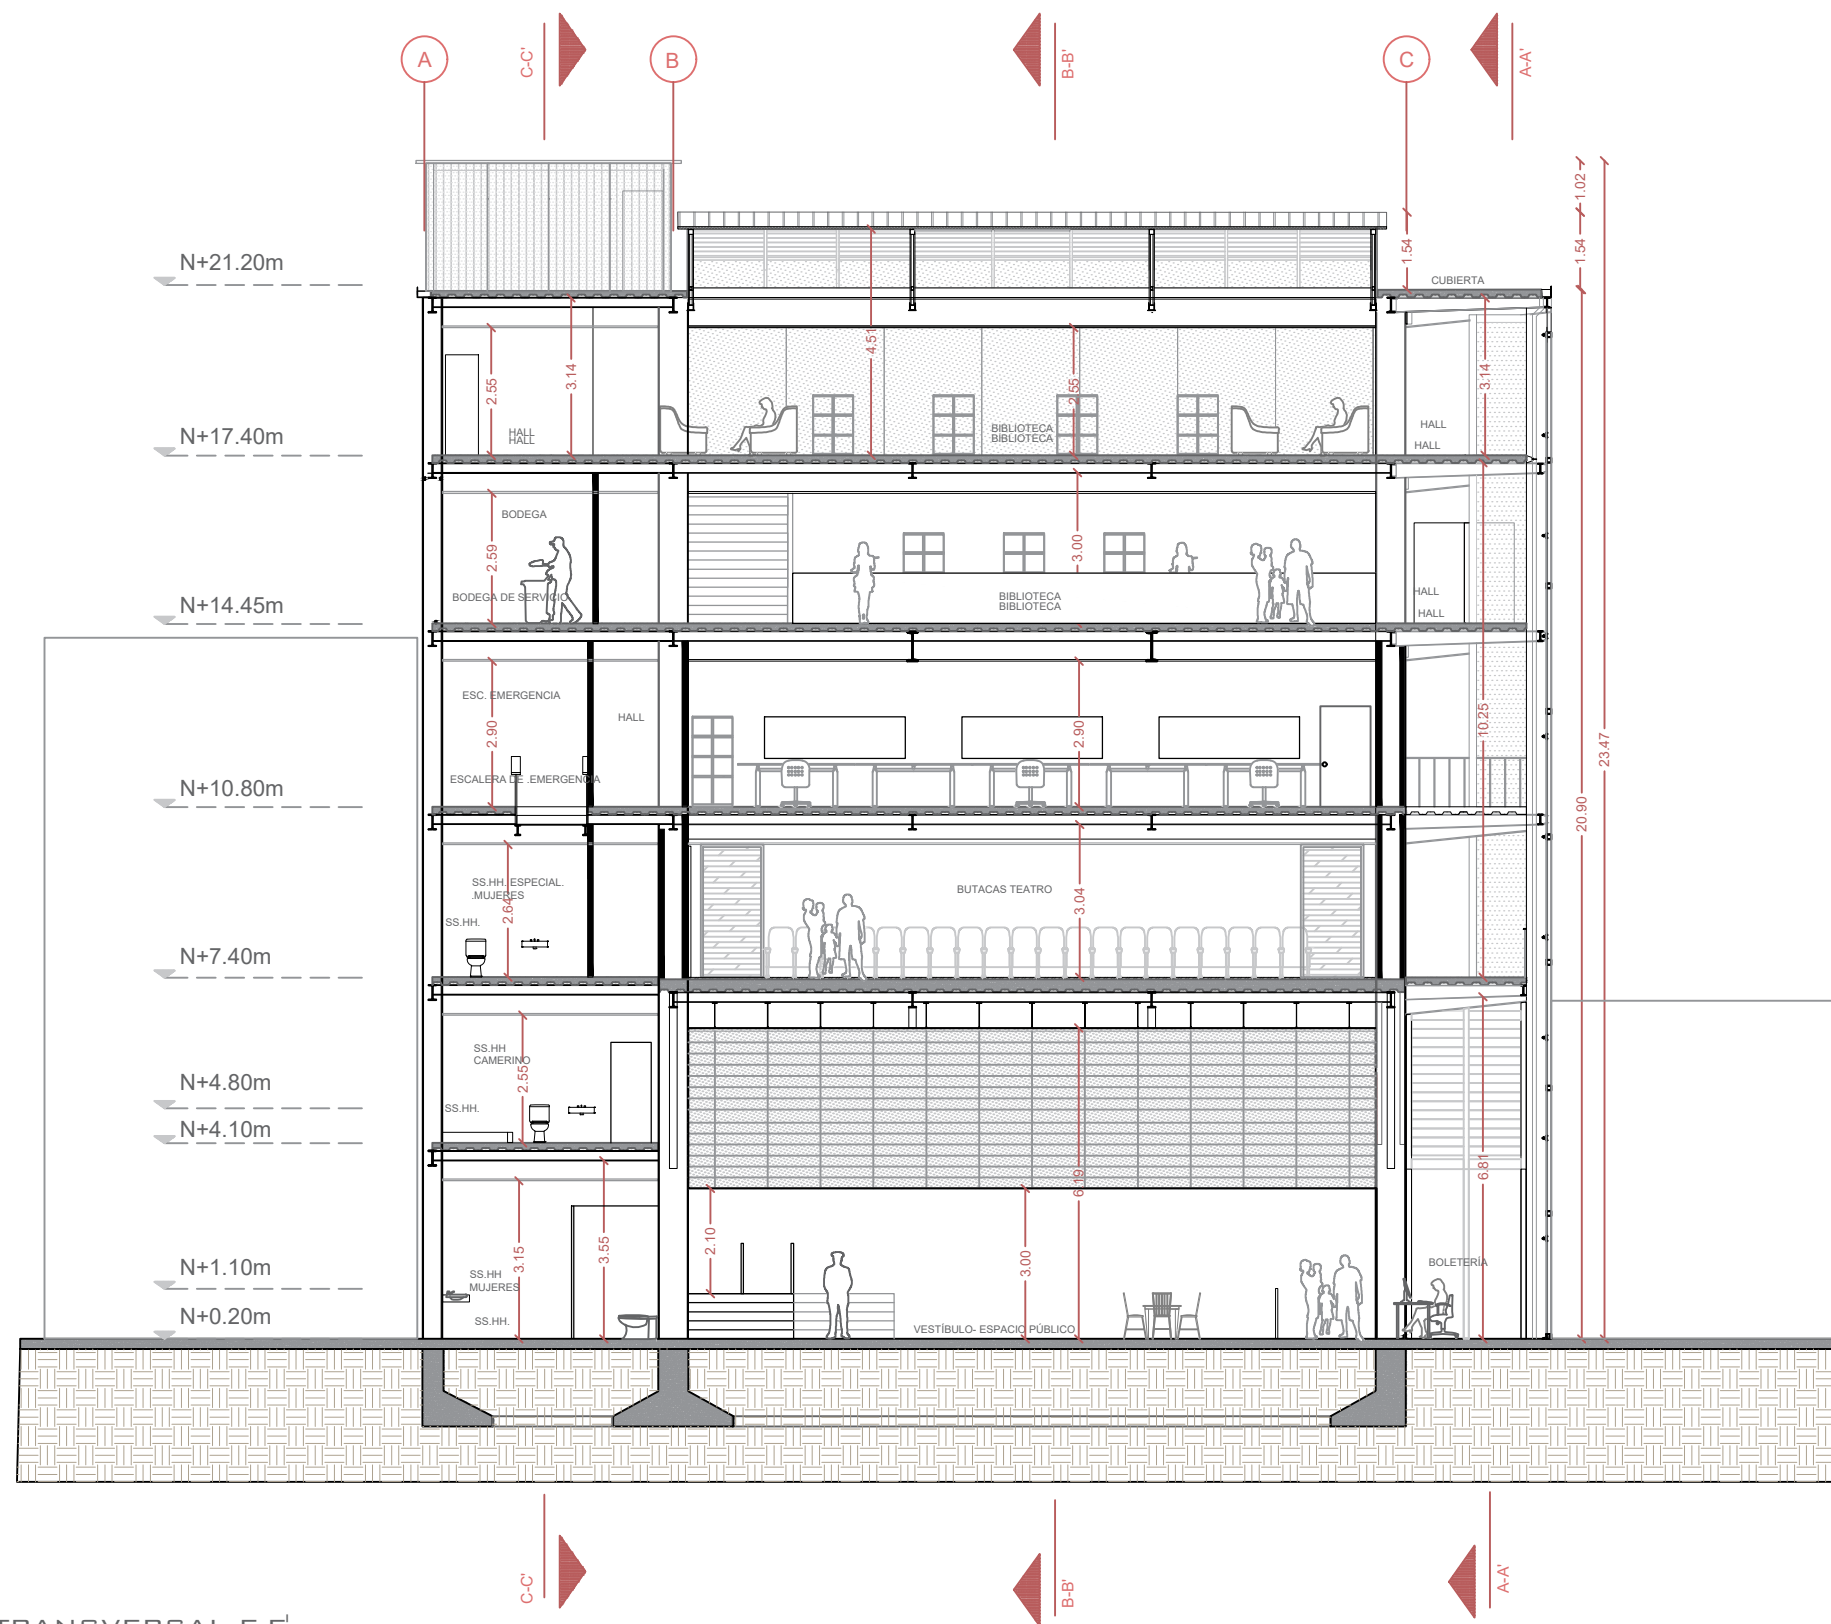 A
C-C'
B
B-B'
C
A-A'
1.02
1.54
1.54
N+21.20m
CUBIERTA
4.51
2.55
3.14
2.55
3.14
N+17.40m
HALL
HALL
BIBLIOTECA
BIBLIOTECA
HALL
HALL
BODEGA
2.59
3.00
BODEGA DE SERVICIO
BIBLIOTECA
BIBLIOTECA
HALL
HALL
N+14.45m
ESC. EMERGENCIA
HALL
2.90
2.90
10.25
23.47
ESCALERA DE .EMERGENCIA
N+10.80m
20.90
SS.HH. ESPECIAL.
.MUJERES
BUTACAS TEATRO
2.64
3.04
SS.HH.
N+7.40m
SS.HH
CAMERINO
2.55
SS.HH.
N+4.80m
N+4.10m
6.19
6.81
2.10
3.15
3.55
3.00
BOLETERÍA
N+1.10m
SS.HH
MUJERES
N+0.20m
SS.HH.
VESTÍBULO- ESPACIO PÚBLICO
C-C'
B-B'
A-A'
TRANSVERSAL E-E'